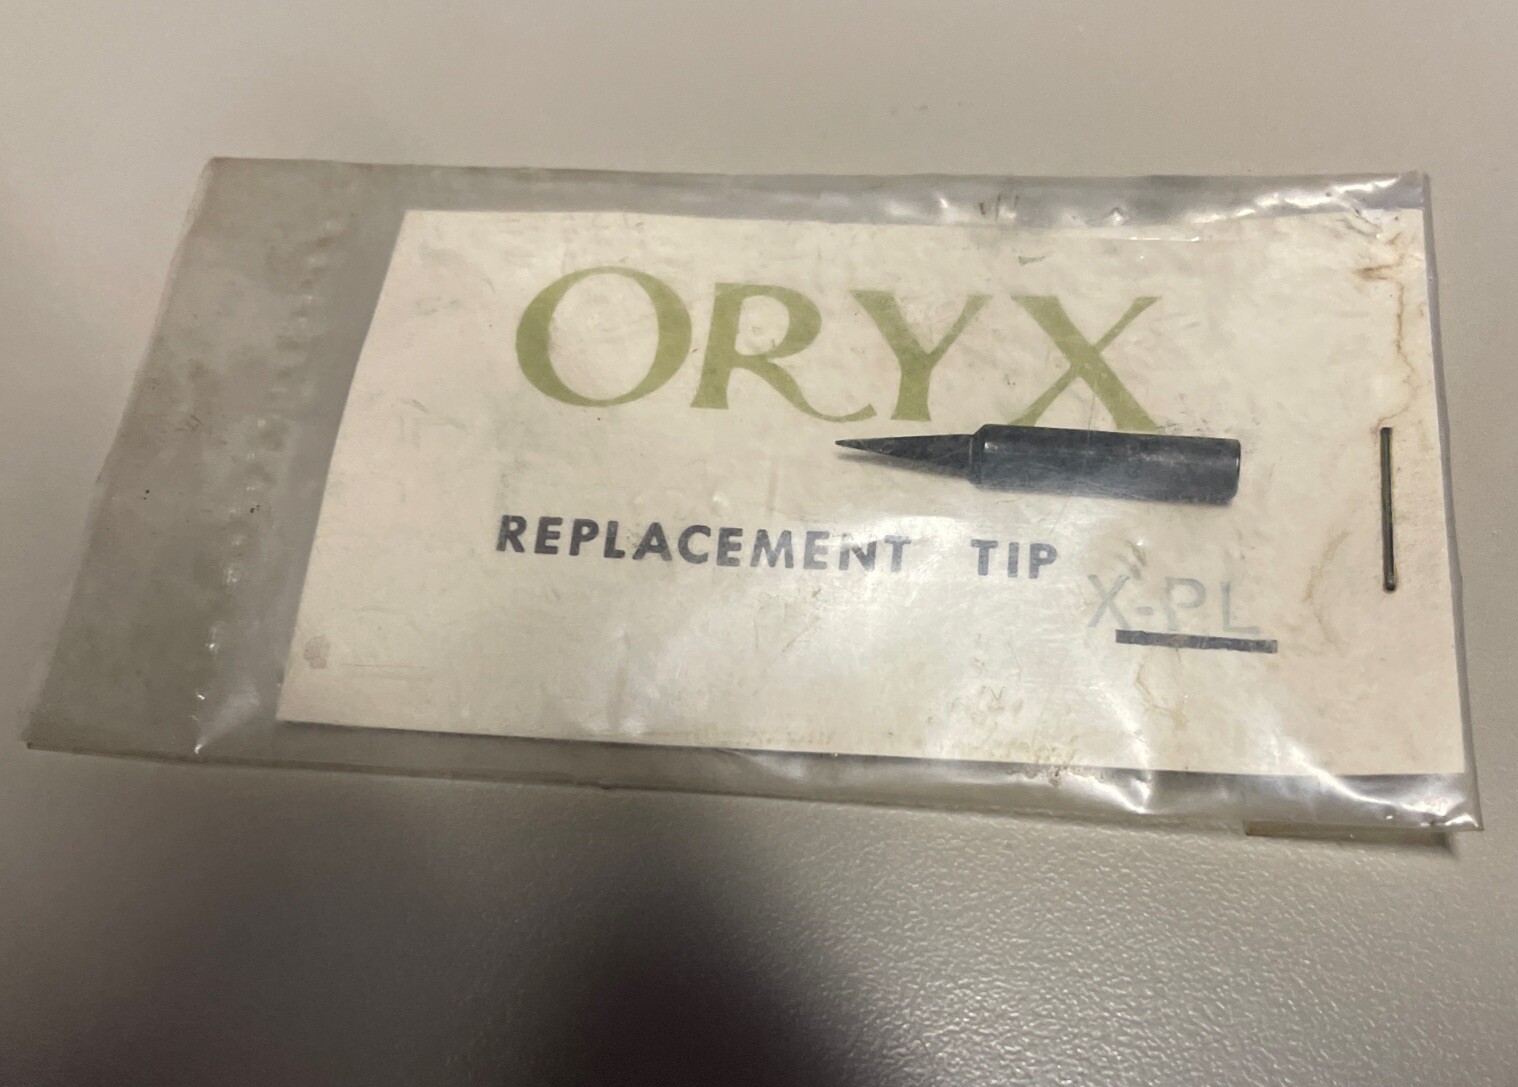 ORYX
REPLACEMENT TIP
X-PL